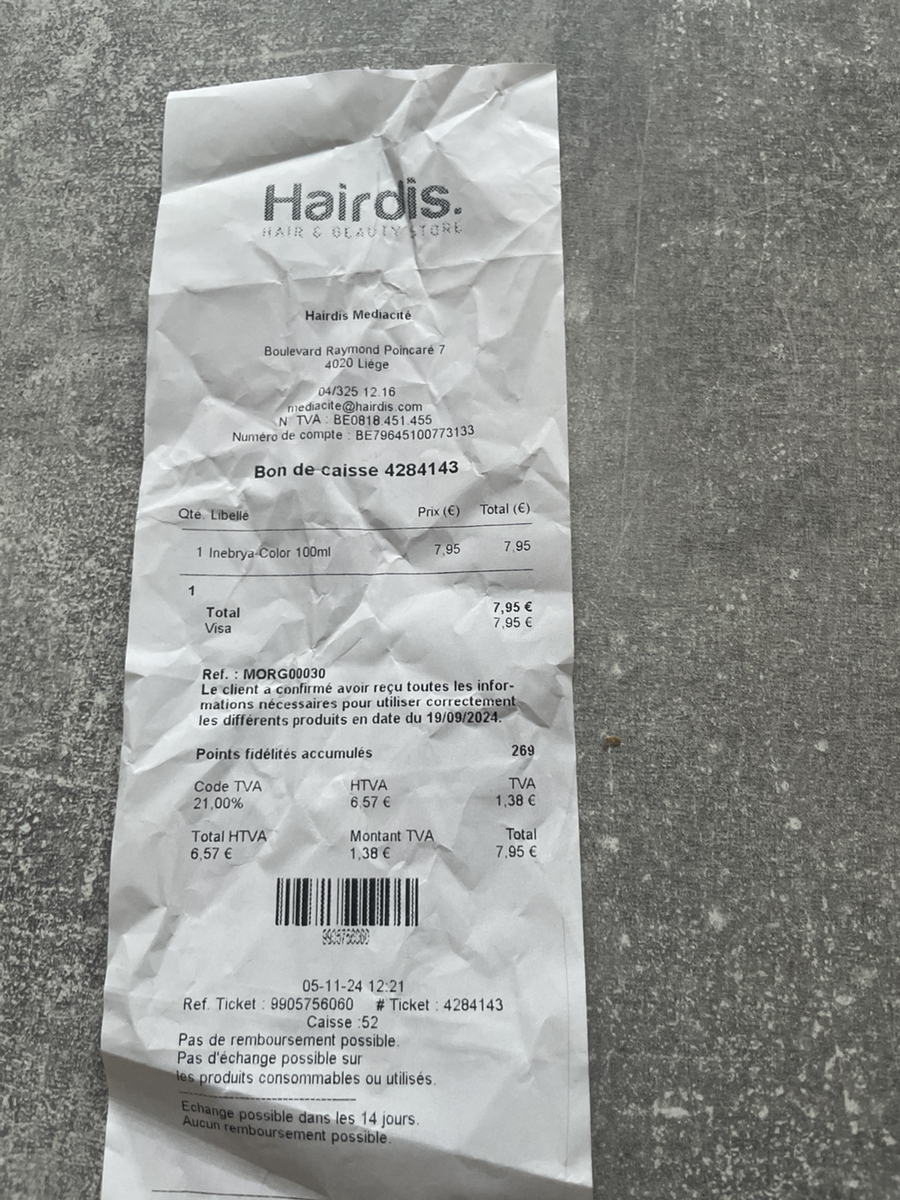 Hairdis.
HAIR & BEAUTY STORE
Hairdis Mediacité
Boulevard Raymond Poincaré 7
4020 Liége
04/325 12.16
mediacite@hairdis.com
N° TVA : BE0818.451.455
Numéro de compte : BE79645100773133
Bon de caisse 4284143
Qté. Libellé Prix (€) Total (€)
1 Inebrya-Color 100ml 7,95 7,95
1
Total 7,95 €
Visa 7,95 €
Ref. : MORG00030
Le client a confirmé avoir reçu toutes les infor-
mations nécessaires pour utiliser correctement
les différents produits en date du 19/09/2024.
Points fidélités accumulés 269
Code TVA HTVA TVA
21,00% 6,57 € 1,38 €
Total HTVA Montant TVA Total
6,57 € 1,38 € 7,95 €
9905756060
05-11-24 12:21
Ref. Ticket : 9905756060 # Ticket : 4284143
Caisse :52
Pas de remboursement possible.
Pas d'échange possible sur
les produits consommables ou utilisés.
------------------------------------
Echange possible dans les 14 jours.
Aucun remboursement possible.